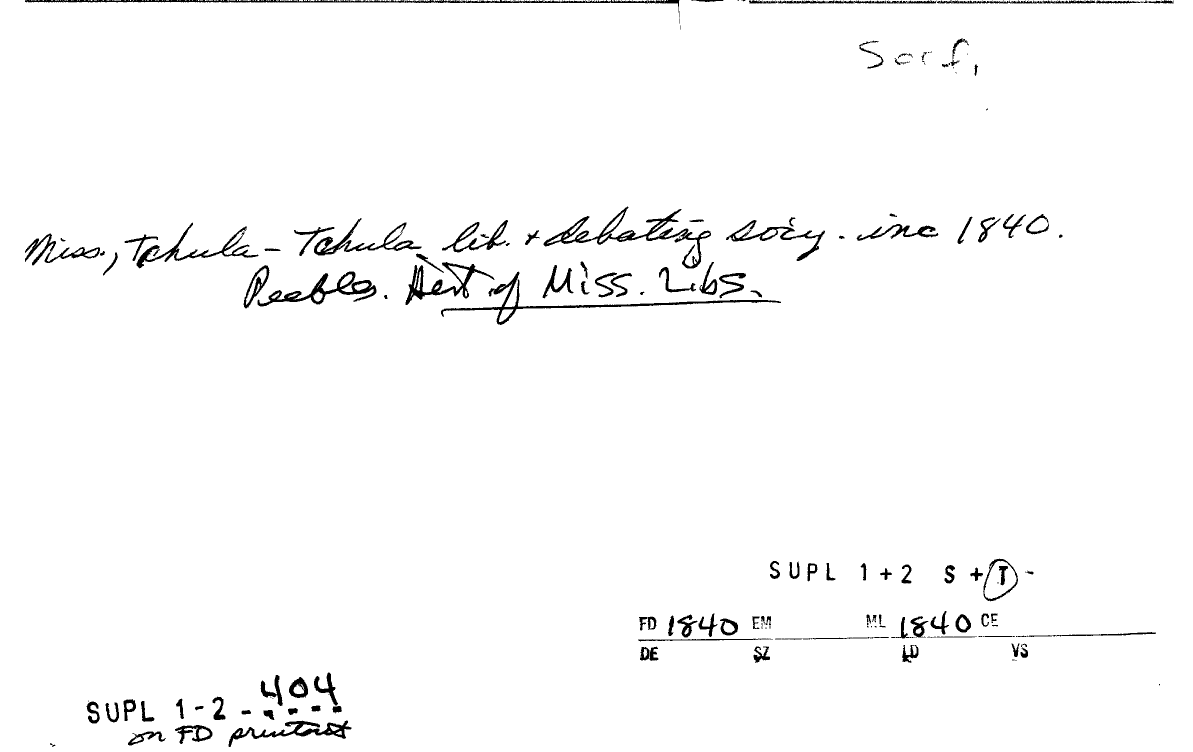 Sorf,
Miss., Tchula - Tchula lib. + debating socy. inc 1840.
Peebles. Hist of Miss. Libs.
SUPL 1+2 S + T -
FD 1840 EM ML 1840 CE
DE SZ LD VS
SUPL 1-2 - 404
on FD printout